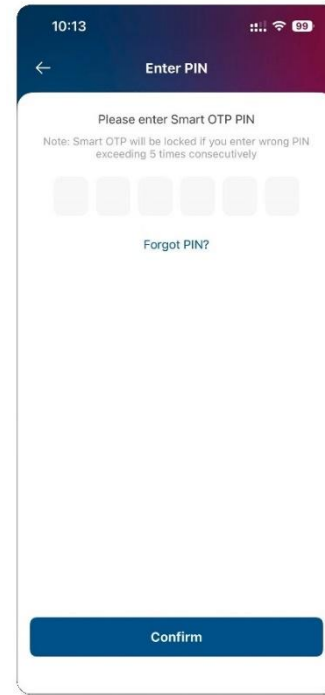 10:13
99
Enter PIN
Please enter Smart OTP PIN
Note: Smart OTP will be locked if you enter wrong PIN
exceeding 5 times consecutively
Forgot PIN?
Confirm